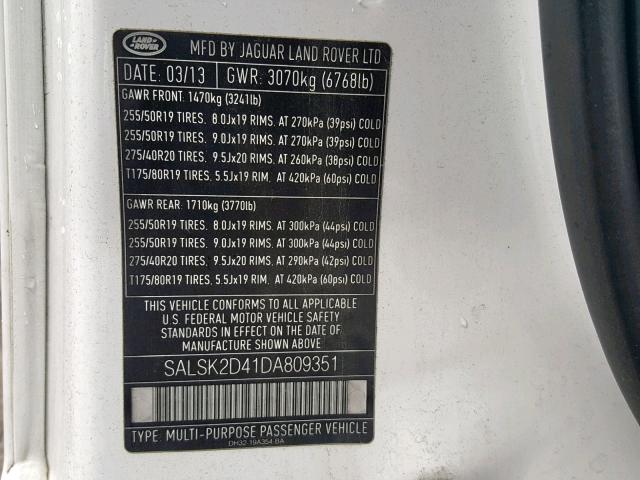 LAND
ROVER
MFD BY JAGUAR LAND ROVER LTD
DATE: 03/13 GWR: 3070kg (6768lb)
GAWR FRONT: 1470kg (3241lb)
255/50R19 TIRES. 8.0Jx19 RIMS. AT 270kPa (39psi) COLD
255/50R19 TIRES. 9.0Jx19 RIMS. AT 270kPa (39psi) COLD
275/40R20 TIRES. 9.5Jx20 RIMS. AT 260kPa (38psi) COLD
T175/80R19 TIRES. 5.5Jx19 RIM. AT 420kPa (60psi) COLD
GAWR REAR: 1710kg (3770lb)
255/50R19 TIRES. 8.0Jx19 RIMS. AT 300kPa (44psi) COLD
255/50R19 TIRES. 9.0Jx19 RIMS. AT 300kPa (44psi) COLD
275/40R20 TIRES. 9.5Jx20 RIMS. AT 290kPa (42psi) COLD
T175/80R19 TIRES. 5.5Jx19 RIM. AT 420kPa (60psi) COLD
THIS VEHICLE CONFORMS TO ALL APPLICABLE
U.S. FEDERAL MOTOR VEHICLE SAFETY
STANDARDS IN EFFECT ON THE DATE OF
MANUFACTURE SHOWN ABOVE
SALSK2D41DA809351
TYPE: MULTI-PURPOSE PASSENGER VEHICLE
DH32-19A354-BA